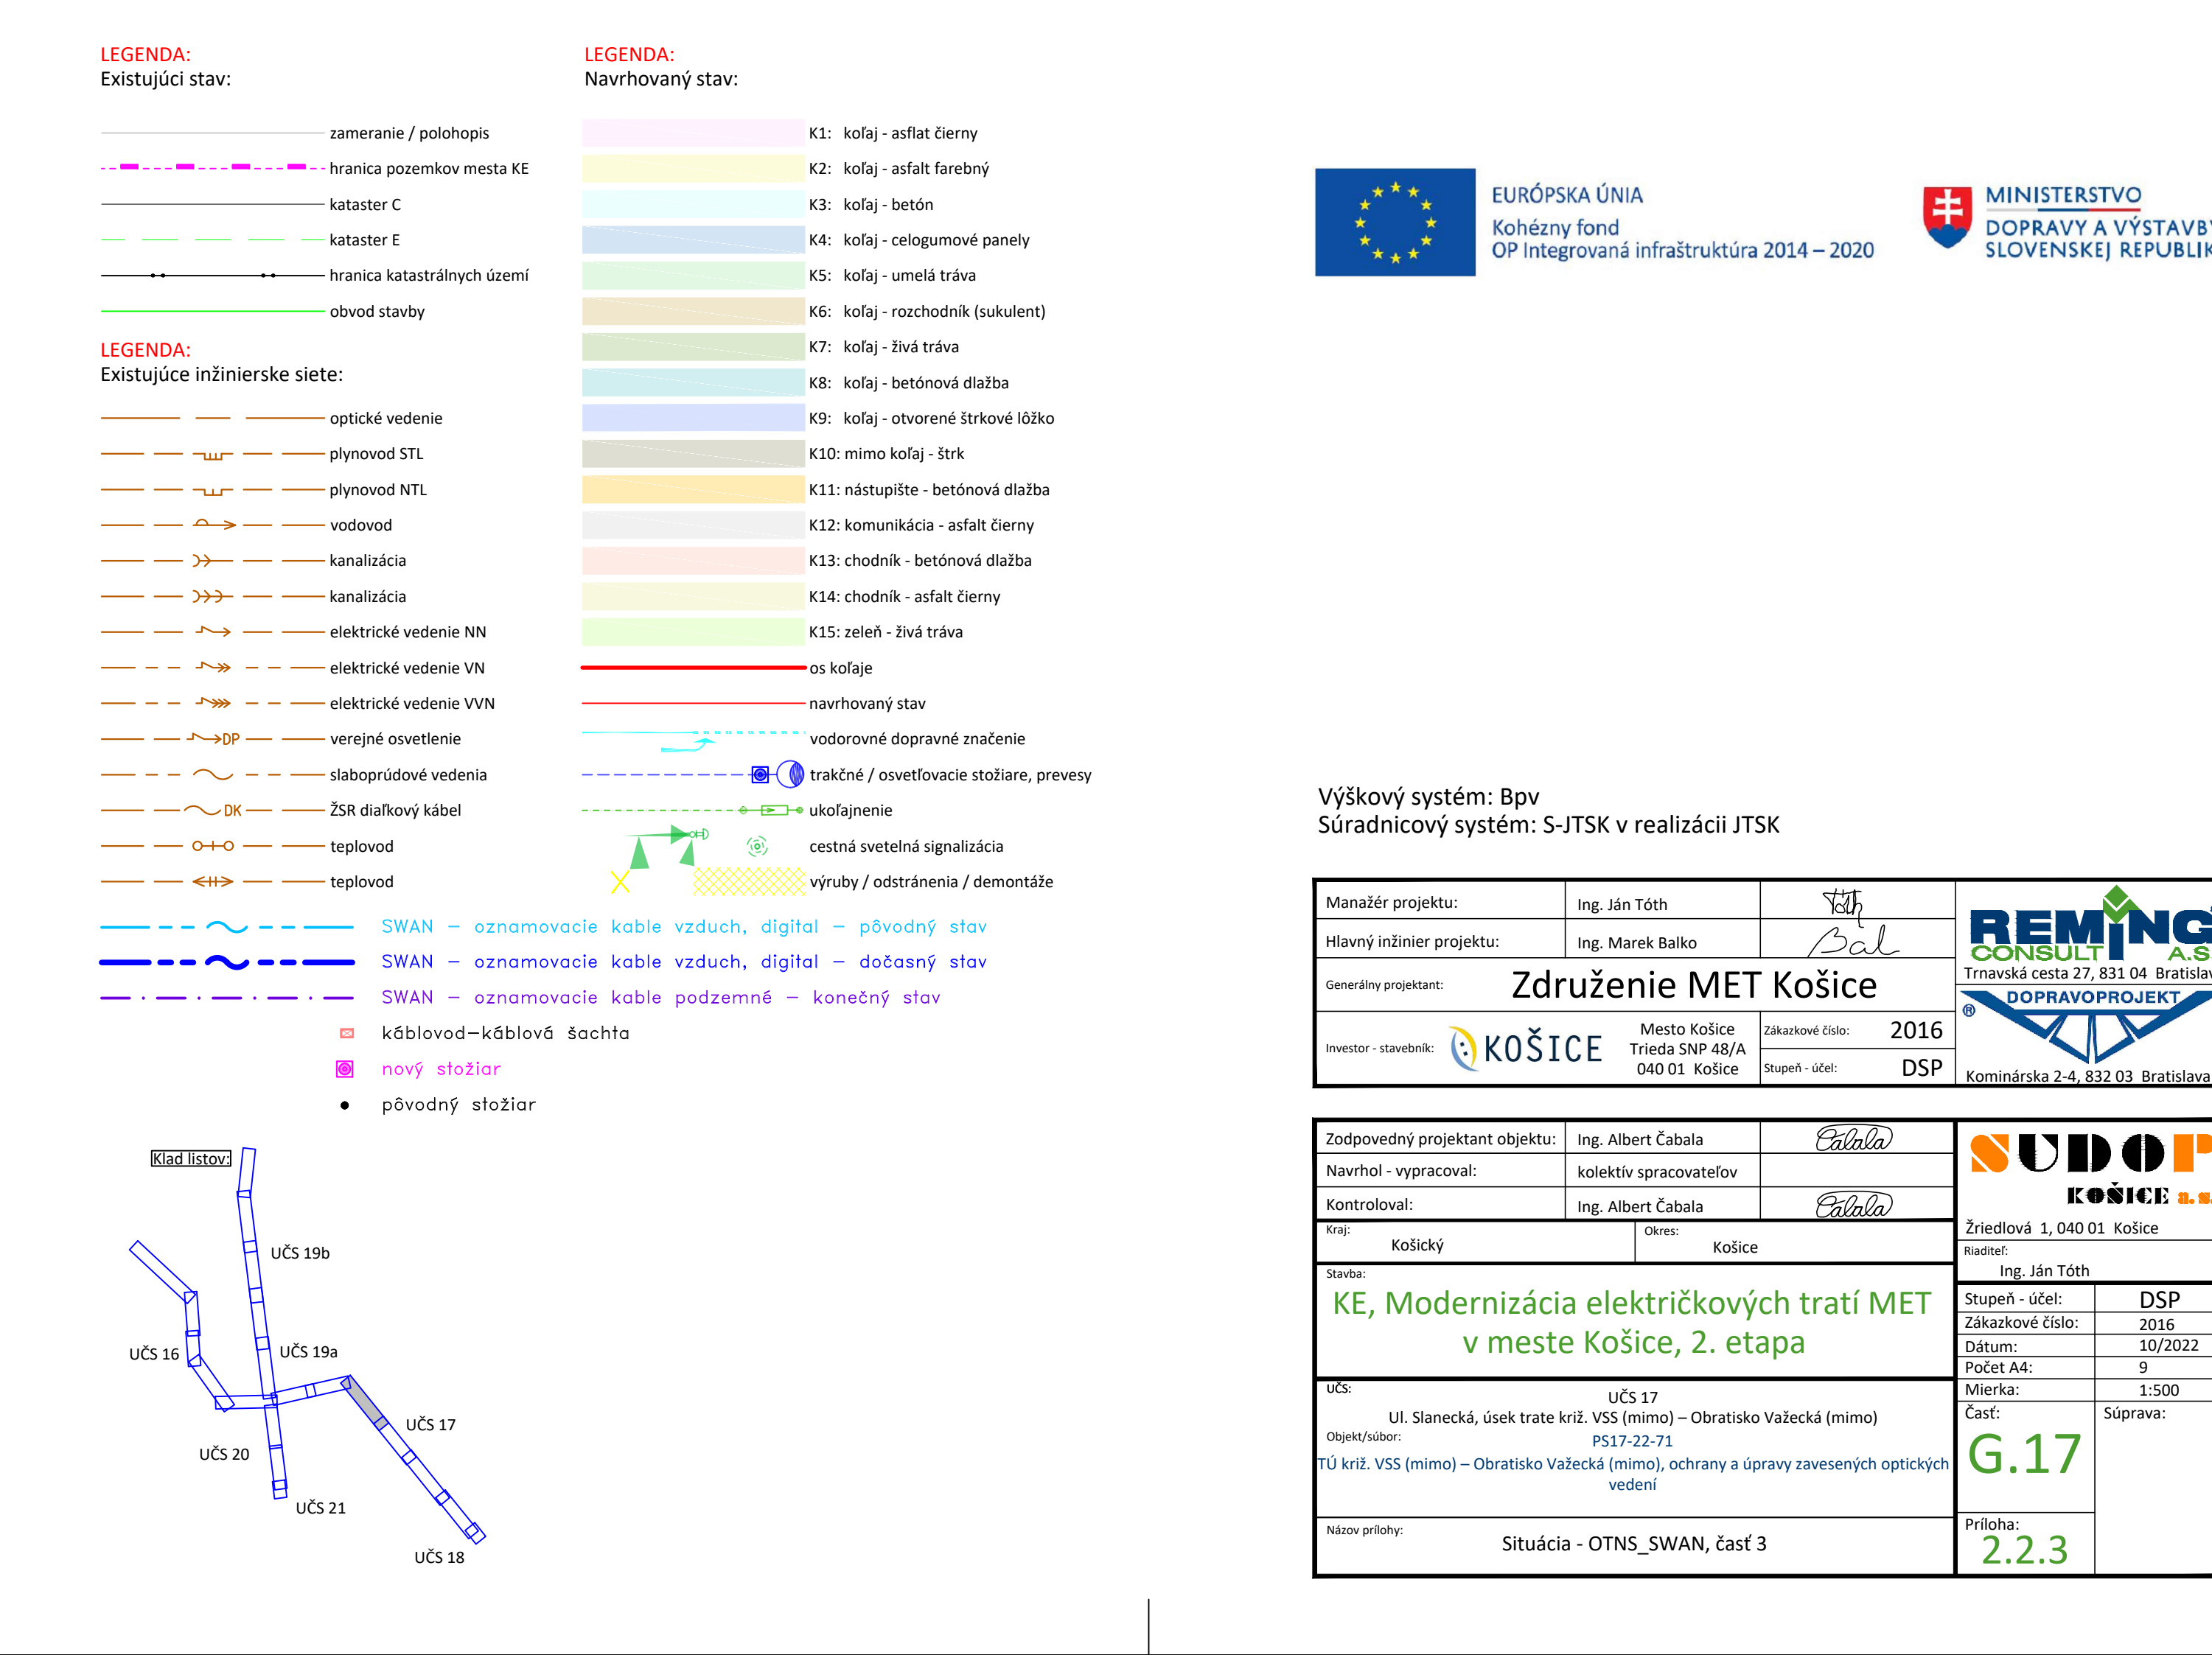 LEGENDA:
Existujúci stav:
zameranie / polohopis
hranica pozemkov mesta KE
kataster C
kataster E
hranica katastrálnych území
obvod stavby
LEGENDA:
Existujúce inžinierske siete:
optické vedenie
plynovod STL
plynovod NTL
vodovod
kanalizácia
kanalizácia
elektrické vedenie NN
elektrické vedenie VN
elektrické vedenie VVN
DP verejné osvetlenie
slaboprúdové vedenia
DK ŽSR diaľkový kábel
teplovod
teplovod
LEGENDA:
Navrhovaný stav:
K1: koľaj - asflat čierny
K2: koľaj - asfalt farebný
K3: koľaj - betón
K4: koľaj - celogumové panely
K5: koľaj - umelá tráva
K6: koľaj - rozchodník (sukulent)
K7: koľaj - živá tráva
K8: koľaj - betónová dlažba
K9: koľaj - otvorené štrkové lôžko
K10: mimo koľaj - štrk
K11: nástupište - betónová dlažba
K12: komunikácia - asfalt čierny
K13: chodník - betónová dlažba
K14: chodník - asfalt čierny
K15: zeleň - živá tráva
os koľaje
navrhovaný stav
vodorovné dopravné značenie
trakčné / osvetľovacie stožiare, prevesy
ukoľajnenie
cestná svetelná signalizácia
výruby / odstránenia / demontáže
SWAN – oznamovacie kable vzduch, digital – pôvodný stav
SWAN – oznamovacie kable vzduch, digital – dočasný stav
SWAN – oznamovacie kable podzemné – konečný stav
káblovod–káblová šachta
nový stožiar
pôvodný stožiar
Klad listov:
UČS 19b
UČS 16
UČS 19a
UČS 17
UČS 20
UČS 21
UČS 18
EURÓPSKA ÚNIA
Kohézny fond
OP Integrovaná infraštruktúra 2014 – 2020
MINISTERSTVO
DOPRAVY A VÝSTAVBY
SLOVENSKEJ REPUBLIK
Výškový systém: Bpv
Súradnicový systém: S-JTSK v realizácii JTSK
Manažér projektu: Ing. Ján Tóth Tóth
Hlavný inžinier projektu: Ing. Marek Balko Bal
Generálny projektant: Združenie MET Košice
Investor - stavebník: KOŠICE
Mesto Košice
Trieda SNP 48/A
040 01 Košice
Zákazkové číslo: 2016
Stupeň - účel: DSP
REMING
CONSULT A.S
Trnavská cesta 27, 831 04 Bratislav
DOPRAVOPROJEKT
®
Kominárska 2-4, 832 03 Bratislava
Zodpovedný projektant objektu: Ing. Albert Čabala Čabala
Navrhol - vypracoval: kolektív spracovateľov
Kontroloval: Ing. Albert Čabala Čabala
Kraj: Košický
Okres: Košice
Stavba:
KE, Modernizácia električkových tratí MET
v meste Košice, 2. etapa
UČS:
UČS 17
Ul. Slanecká, úsek trate križ. VSS (mimo) – Obratisko Važecká (mimo)
Objekt/súbor:
PS17-22-71
TÚ križ. VSS (mimo) – Obratisko Važecká (mimo), ochrany a úpravy zavesených optických
vedení
Názov prílohy: Situácia - OTNS_SWAN, časť 3
SUDOP
KOŠICE a. s.
Žriedlová 1, 040 01 Košice
Riaditeľ:
Ing. Ján Tóth
Stupeň - účel: DSP
Zákazkové číslo: 2016
Dátum: 10/2022
Počet A4: 9
Mierka: 1:500
Časť: Súprava:
G.17
Príloha:
2.2.3